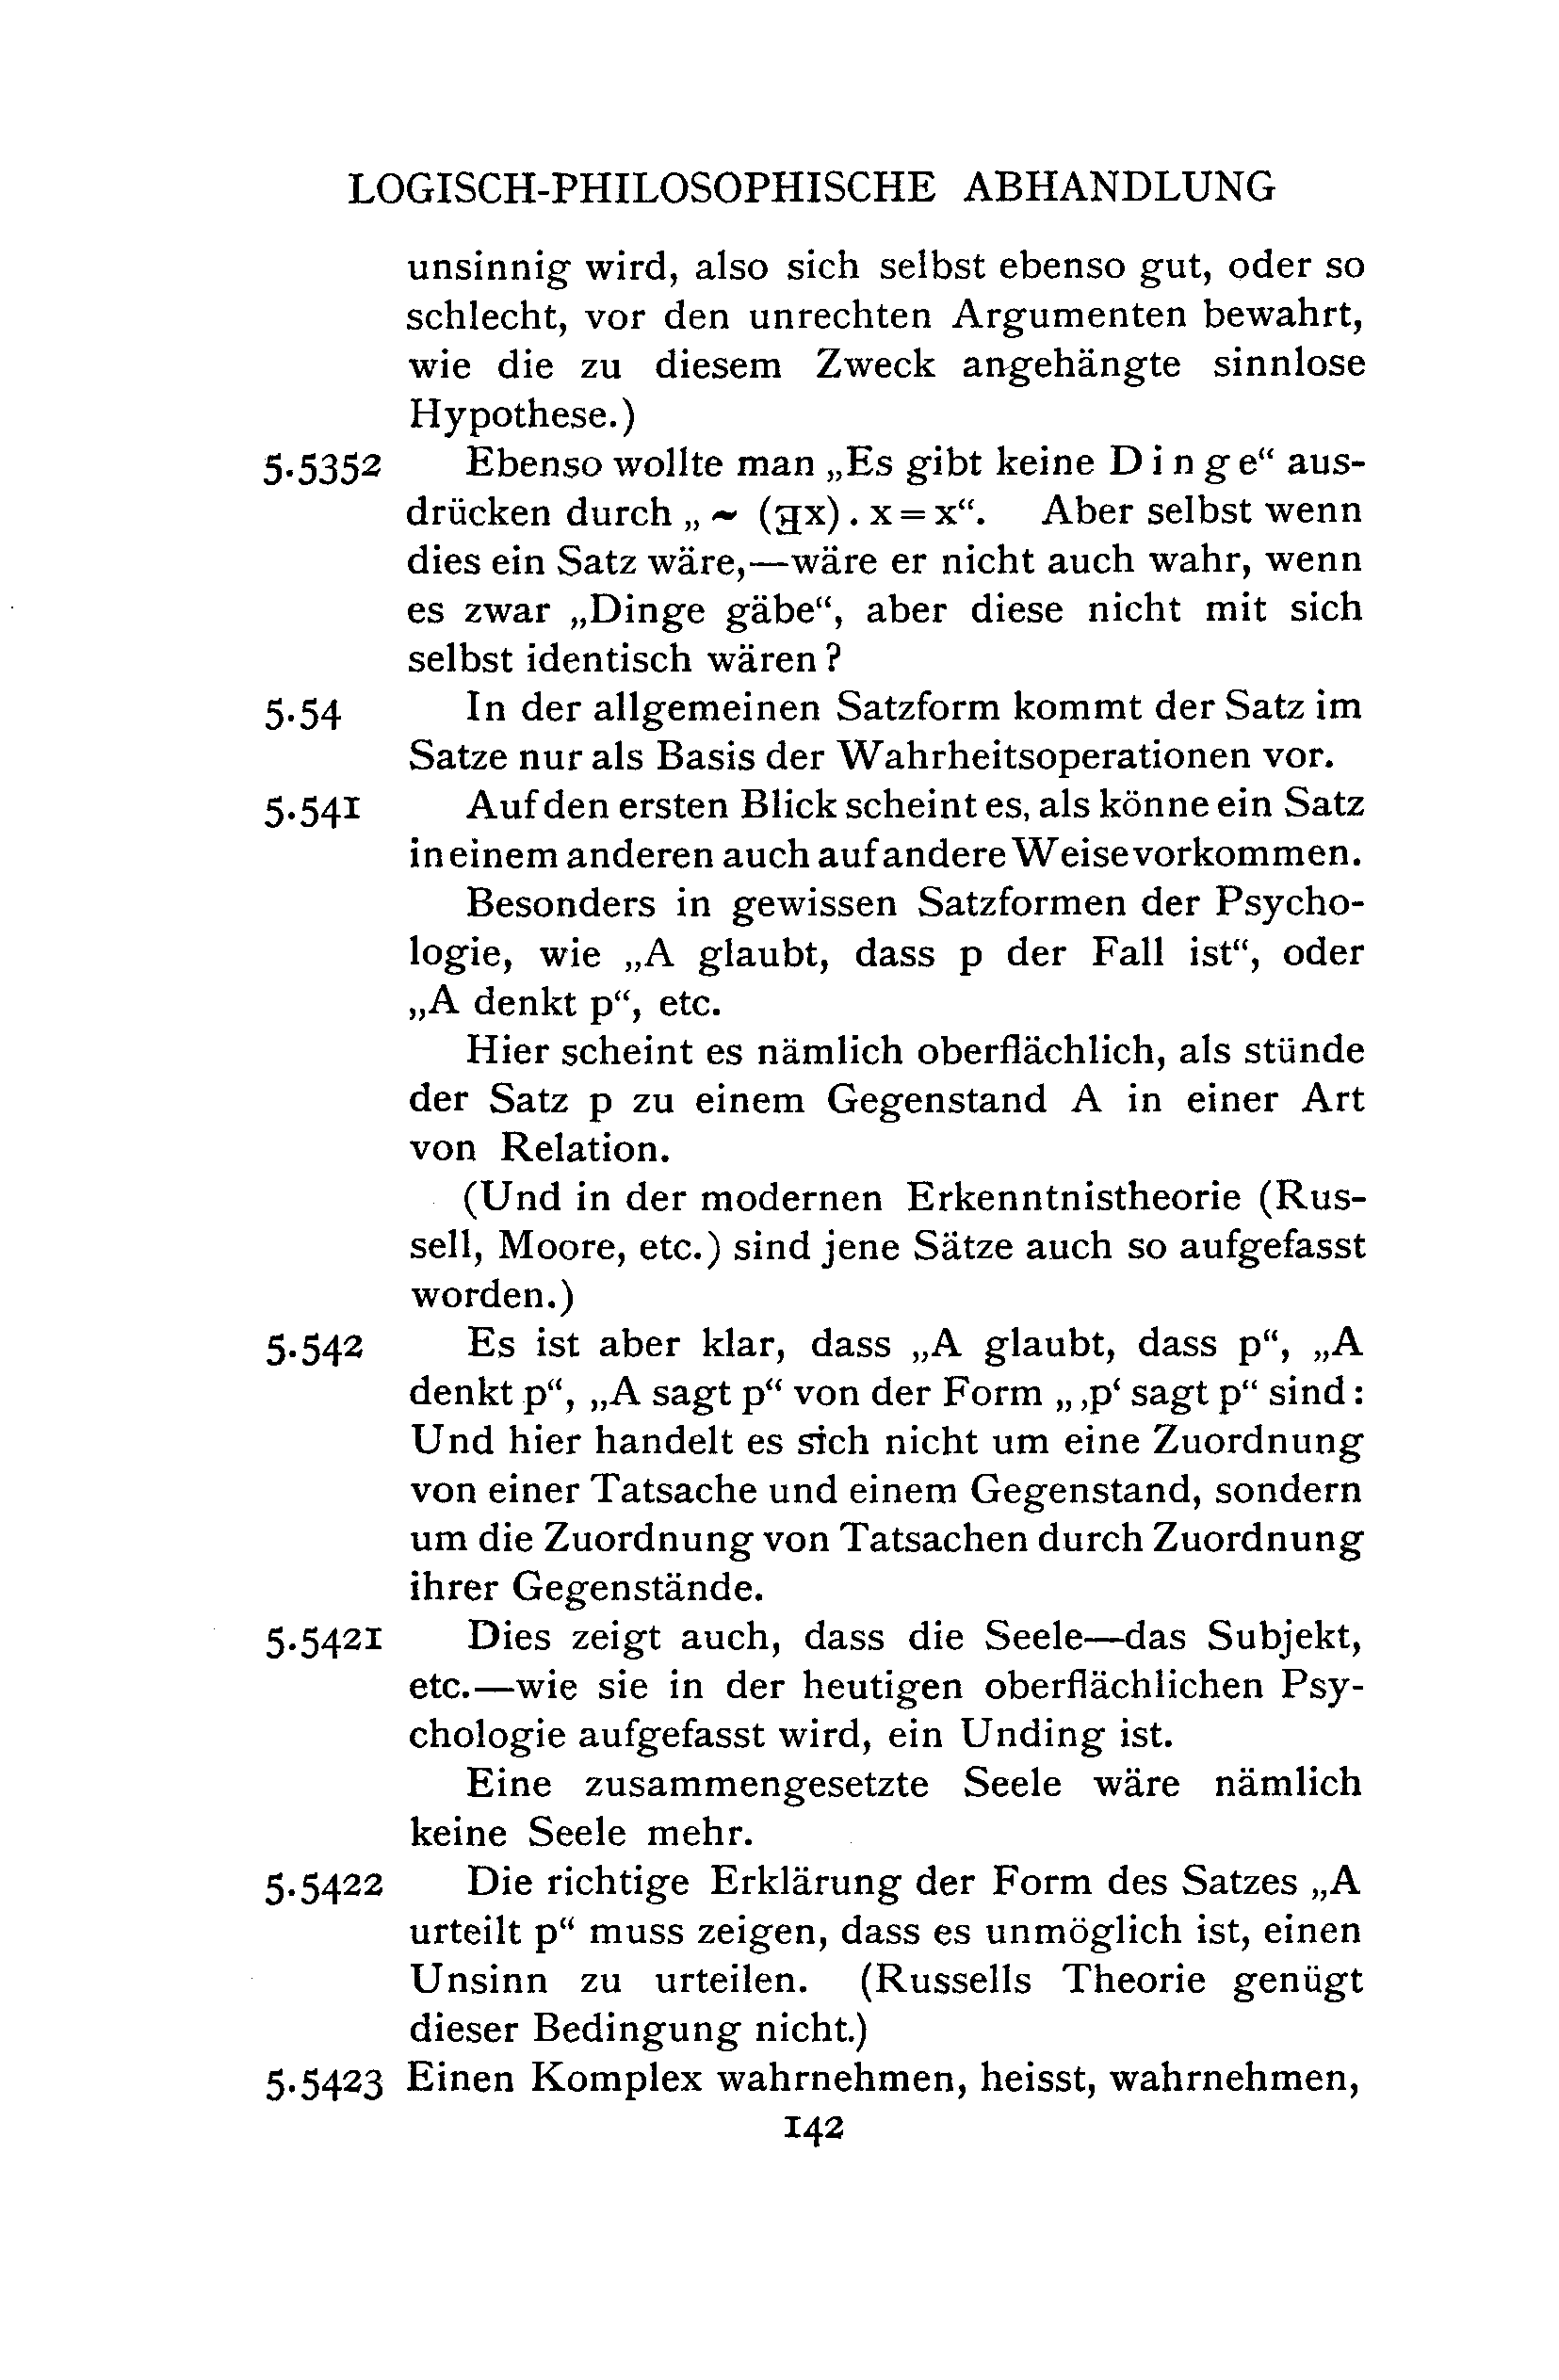 LOGISCH-PHILOSOPHISCHE ABHANDLUNG
unsinnig wird, also sich selbst ebenso gut, oder so
schlecht, vor den unrechten Argumenten bewahrt,
wie die zu diesem Zweck angehängte sinnlose
Hypothese.)
5·5352 Ebenso wollte man „Es gibt keine D i n g e“ aus-
drücken durch „ ~ (ƎX) . x = x“. Aber selbst wenn
dies ein Satz wäre,—wäre er nicht auch wahr, wenn
es zwar „Dinge gäbe“, aber diese nicht mit sich
selbst identisch wären?
5·54 In der allgemeinen Satzform kommt der Satz im
Satze nur als Basis der Wahrheitsoperationen vor.
5·541 Auf den ersten Blick scheint es, als könne ein Satz
in einem anderen auch auf andere Weise vorkommen.
Besonders in gewissen Satzformen der Psycho-
logie, wie „A glaubt, dass p der Fall ist“, oder
„A denkt p“, etc.
Hier scheint es nämlich oberflächlich, als stünde
der Satz p zu einem Gegenstand A in einer Art
von Relation.
(Und in der modernen Erkenntnistheorie (Rus-
sell, Moore, etc.) sind jene Sätze auch so aufgefasst
worden.)
5·542 Es ist aber klar, dass „A glaubt, dass p“, „A
denkt p“, „A sagt p“ von der Form „ ‚p‘ sagt p“ sind:
Und hier handelt es sich nicht um eine Zuordnung
von einer Tatsache und einem Gegenstand, sondern
um die Zuordnung von Tatsachen durch Zuordnung
ihrer Gegenstände.
5·5421 Dies zeigt auch, dass die Seele—das Subjekt,
etc.—wie sie in der heutigen oberflächlichen Psy-
chologie aufgefasst wird, ein Unding ist.
Eine zusammengesetzte Seele wäre nämlich
keine Seele mehr.
5·5422 Die richtige Erklärung der Form des Satzes „A
urteilt p“ muss zeigen, dass es unmöglich ist, einen
Unsinn zu urteilen. (Russells Theorie genügt
dieser Bedingung nicht.)
5·5423 Einen Komplex wahrnehmen, heisst, wahrnehmen,
142